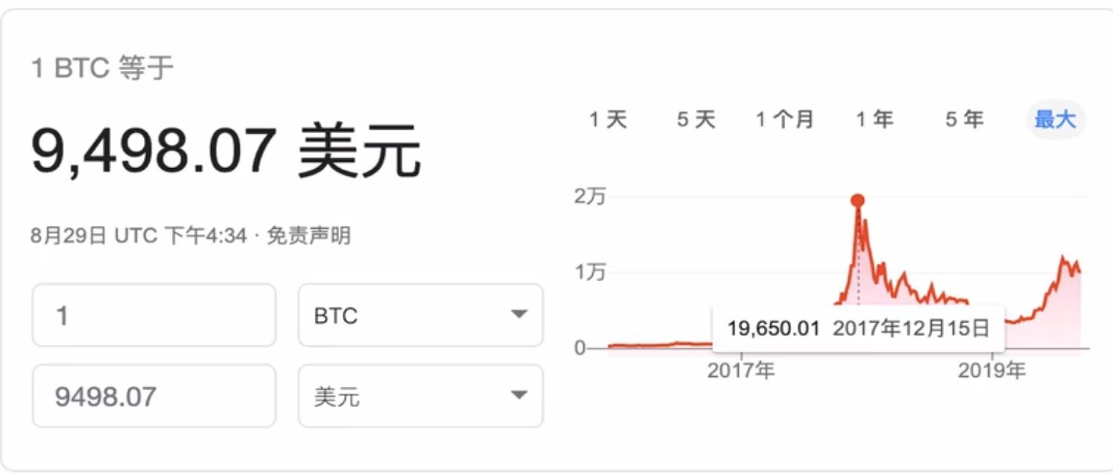 1 BTC 等于
9,498.07 美元
8月29日 UTC 下午4:34 · 免责声明
1
BTC
9498.07
美元
1 天 5 天 1 个月 1 年 5 年 最大
2万
1万
0
19,650.01 2017年12月15日
2017年 2019年